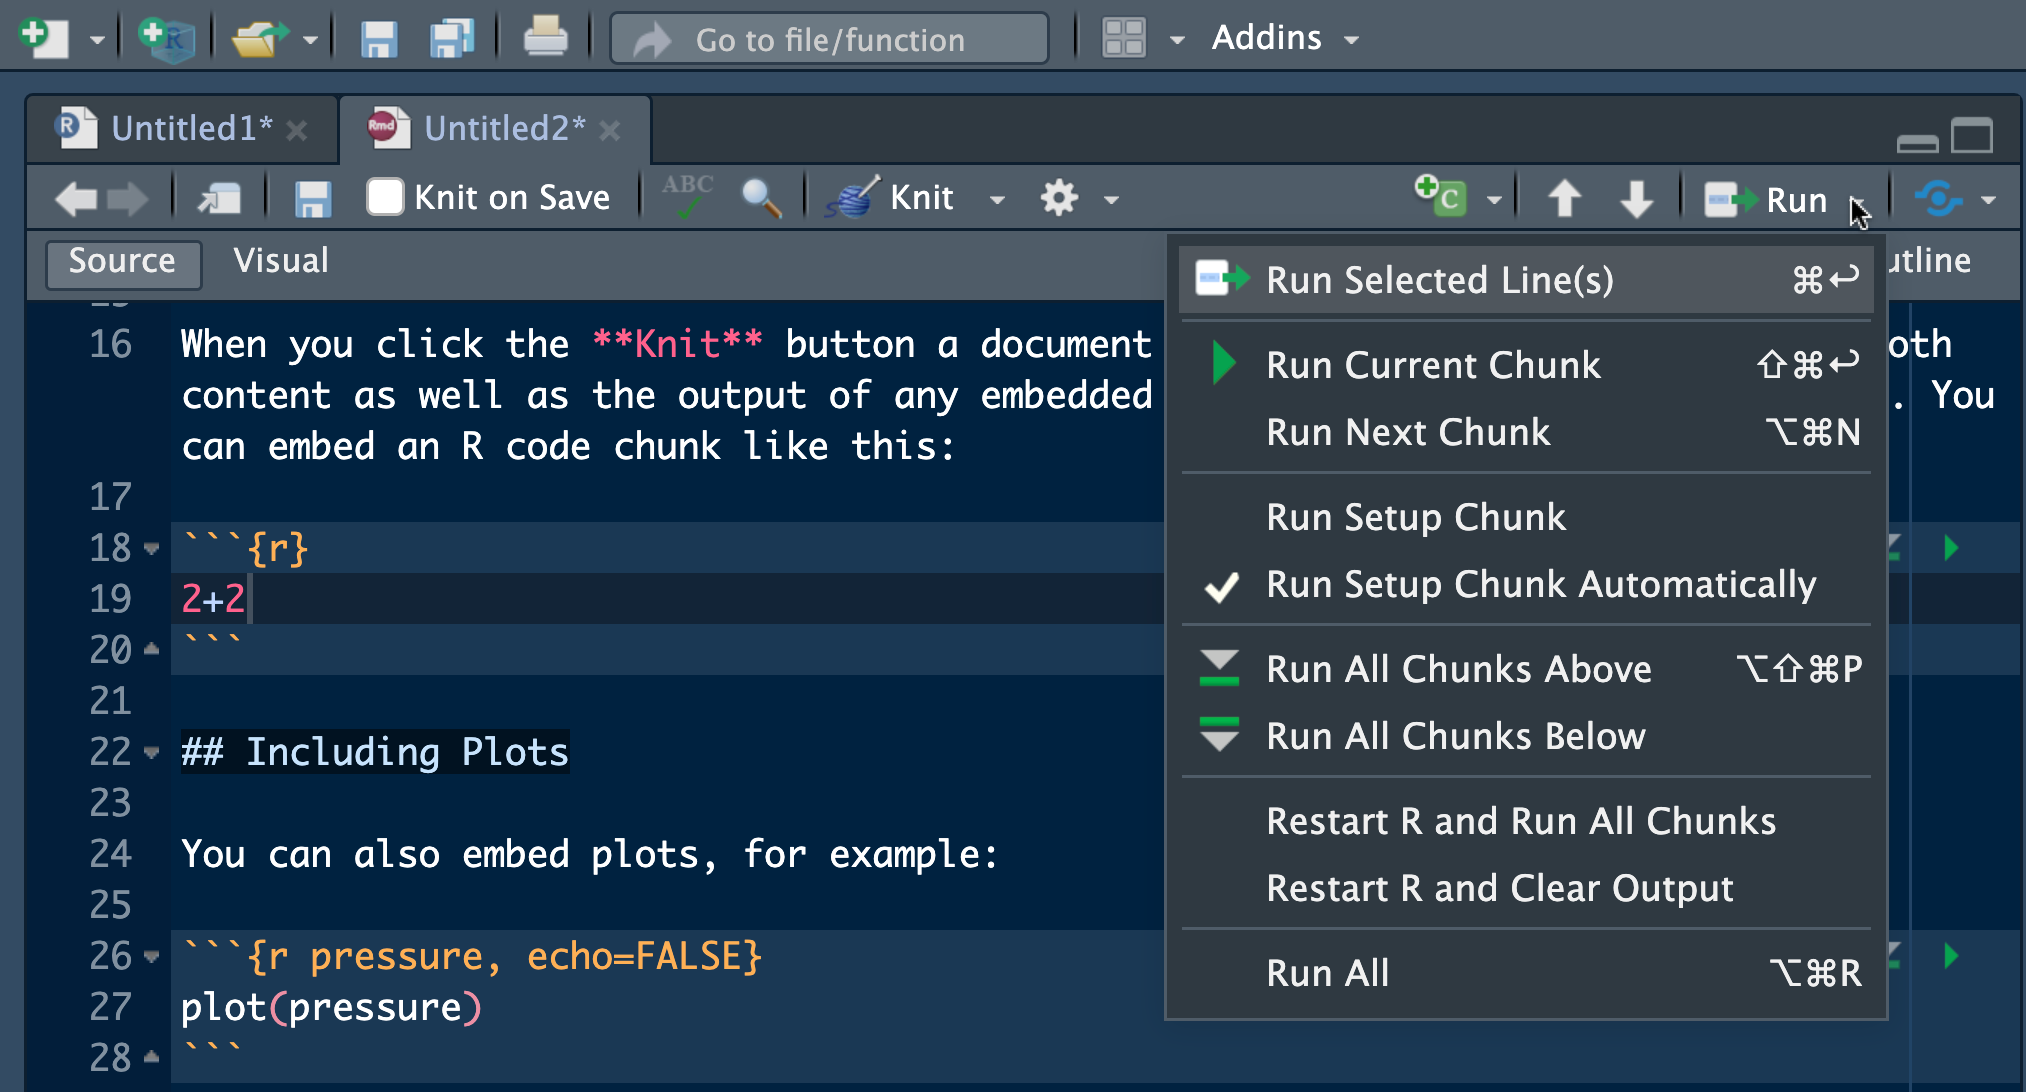 Go to file/function
Addins
Untitled1*
Untitled2*
Knit on Save
ABC
Knit
C
Run
Source
Visual
Run Selected Line(s) ⌘↩
Run Current Chunk ⇧⌘↩
Run Next Chunk ⌥⌘N
Run Setup Chunk
Run Setup Chunk Automatically
Run All Chunks Above ⌥⇧⌘P
Run All Chunks Below
Restart R and Run All Chunks
Restart R and Clear Output
Run All ⌥⌘R
16 When you click the **Knit** button a document
content as well as the output of any embedded . You
can embed an R code chunk like this:
17
18 ```{r}
19 2+2
20 ```
21
22 ## Including Plots
23
24 You can also embed plots, for example:
25
26 ```{r pressure, echo=FALSE}
27 plot(pressure)
28 ```